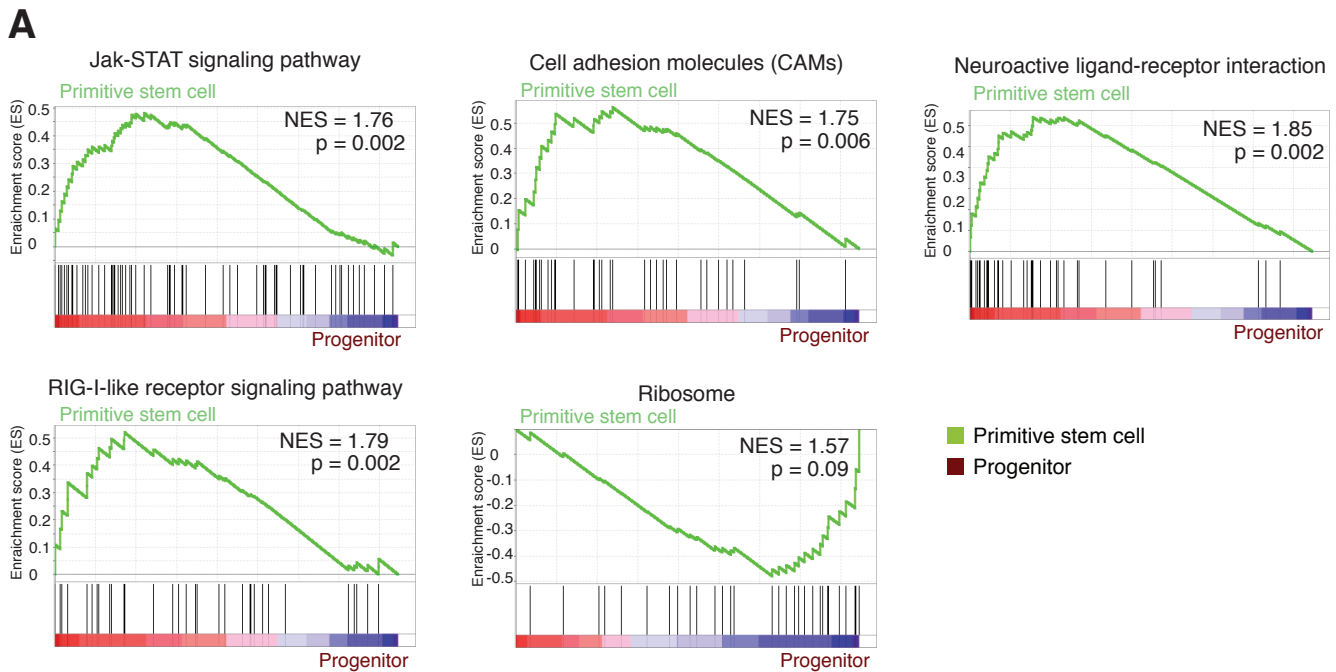 A
Jak-STAT signaling pathway
Primitive stem cell
Enraichment score (ES)
0.5
0.4
0.3
0.2
0.1
0
NES = 1.76
p = 0.002
Progenitor
Cell adhesion molecules (CAMs)
Primitive stem cell
Enraichment score (ES)
0.5
0.4
0.3
0.2
0.1
0
NES = 1.75
p = 0.006
Progenitor
Neuroactive ligand-receptor interaction
Primitive stem cell
Enraichment score (ES)
0.5
0.4
0.3
0.2
0.1
0
NES = 1.85
p = 0.002
Progenitor
RIG-I-like receptor signaling pathway
Primitive stem cell
Enraichment score (ES)
0.5
0.4
0.3
0.2
0.1
0
NES = 1.79
p = 0.002
Progenitor
Ribosome
Primitive stem cell
Enraichment score (ES)
0
-0.1
-0.2
-0.3
-0.4
-0.5
NES = 1.57
p = 0.09
Progenitor
Primitive stem cell
Progenitor